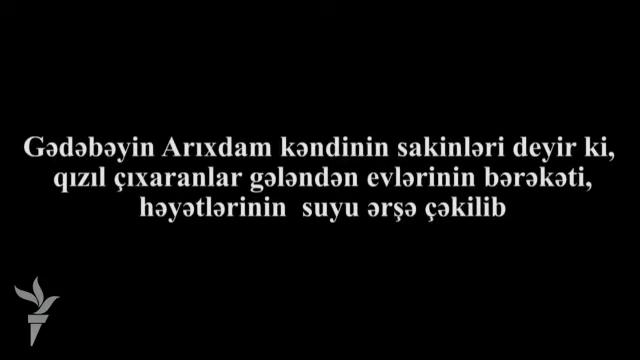 Gədəbəyin Arıxdam kəndinin sakinləri deyir ki,
qızıl çıxaranlar gələndən evlərinin bərəkəti,
həyətlərinin suyu ərşə çəkilib